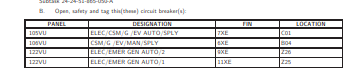 Subtask 24-24-51-865-050-A
B. Open, safety and tag this(these) circuit breaker(s):
PANEL DESIGNATION FIN LOCATION
105VU ELEC/CSM/G /EV AUTO/SPLY 7XE C01
106VU CSM/G /EV/MAN/SPLY 6XE B04
122VU ELEC/EMER GEN AUTO/2 9XE Z26
122VU ELEC/EMER GEN AUTO/1 11XE Z25